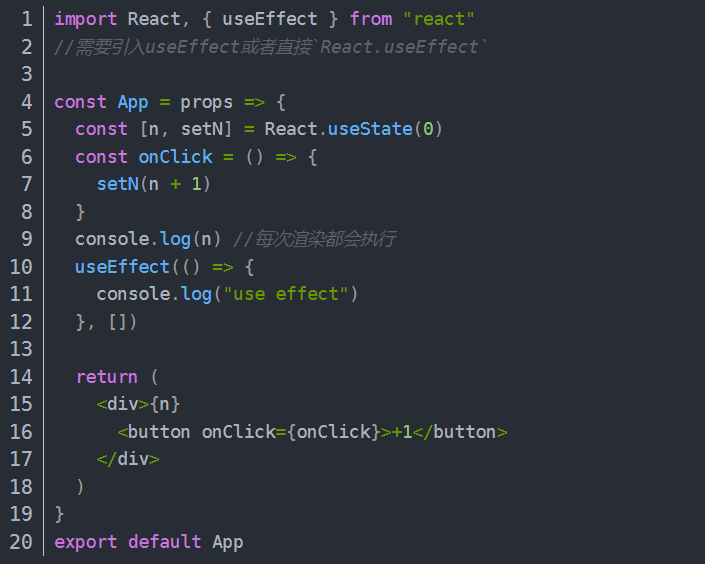 1 import React, { useEffect } from "react"
2 //需要引入useEffect或者直接`React.useEffect`
3
4 const App = props => {
5   const [n, setN] = React.useState(0)
6   const onClick = () => {
7     setN(n + 1)
8   }
9   console.log(n) //每次渲染都会执行
10   useEffect(() => {
11     console.log("use effect")
12   }, [])
13
14   return (
15     <div>{n}
16       <button onClick={onClick}>+1</button>
17     </div>
18   )
19 }
20 export default App